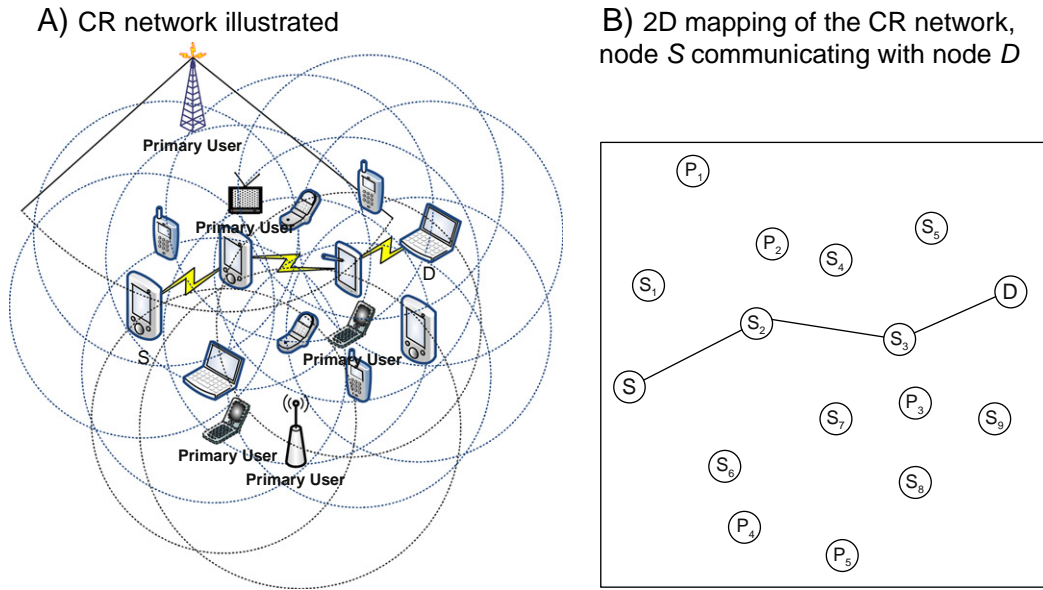 A) CR network illustrated
Primary User
Primary User
D
S
Primary User
Primary User
Primary User
B) 2D mapping of the CR network,
node S communicating with node D
P₁
S₅
P₂
S₄
S₁
D
S₂
S₃
S
P₃
S₇
S₉
S₆
S₈
P₄
P₅